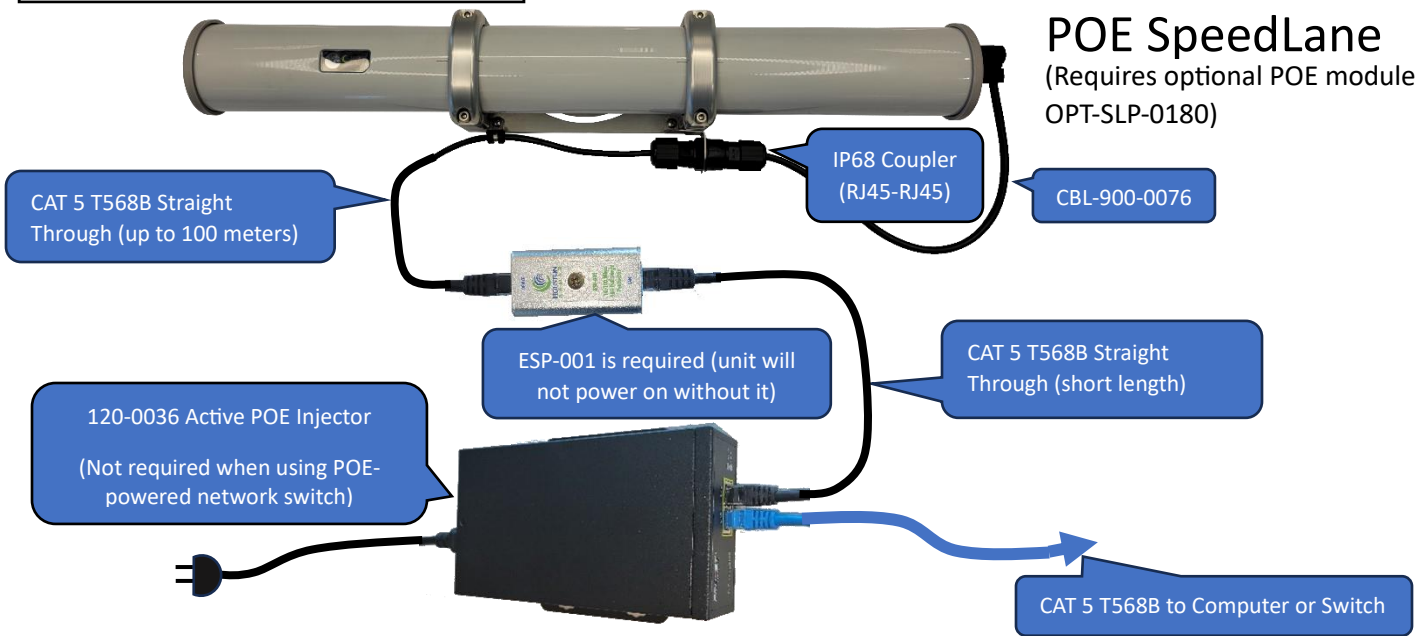 POE SpeedLane
(Requires optional POE module
OPT-SLP-0180)
IP68 Coupler
(RJ45-RJ45)
CBL-900-0076
CAT 5 T568B Straight
Through (up to 100 meters)
ESP-001 is required (unit will
not power on without it)
CAT 5 T568B Straight
Through (short length)
120-0036 Active POE Injector
(Not required when using POE-
powered network switch)
CAT 5 T568B to Computer or Switch